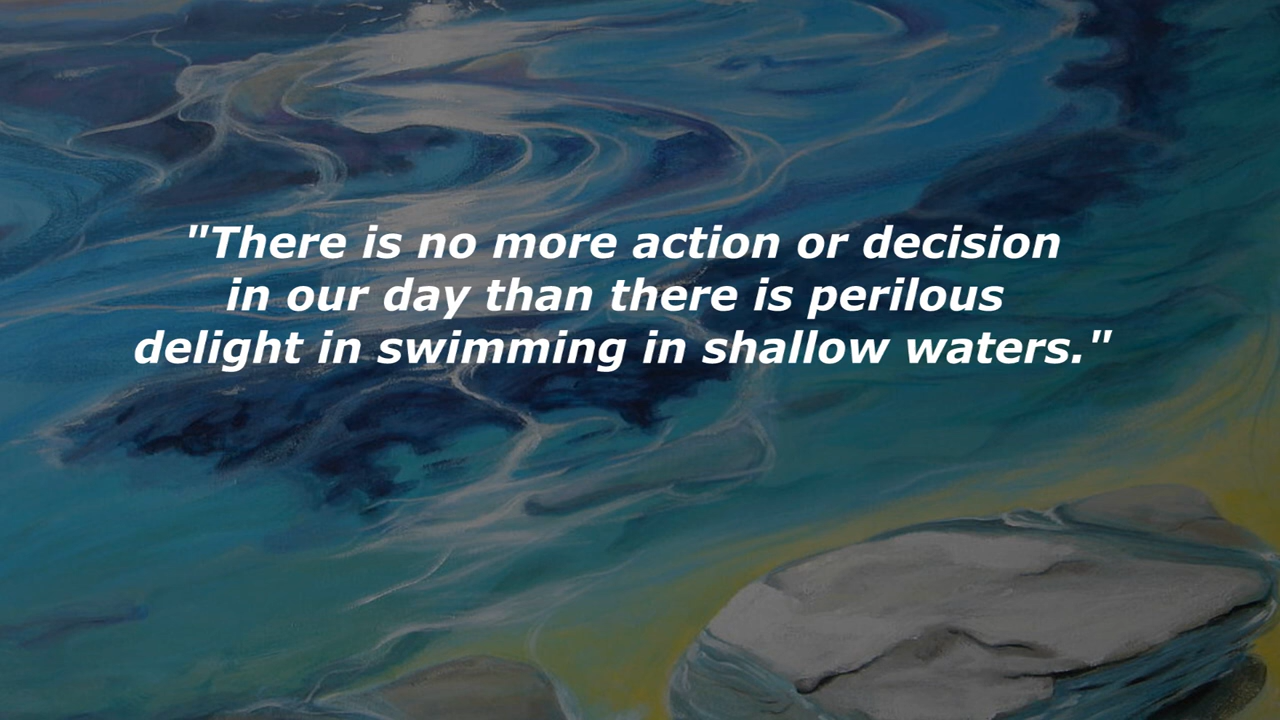 "There is no more action or decision
in our day than there is perilous
delight in swimming in shallow waters."